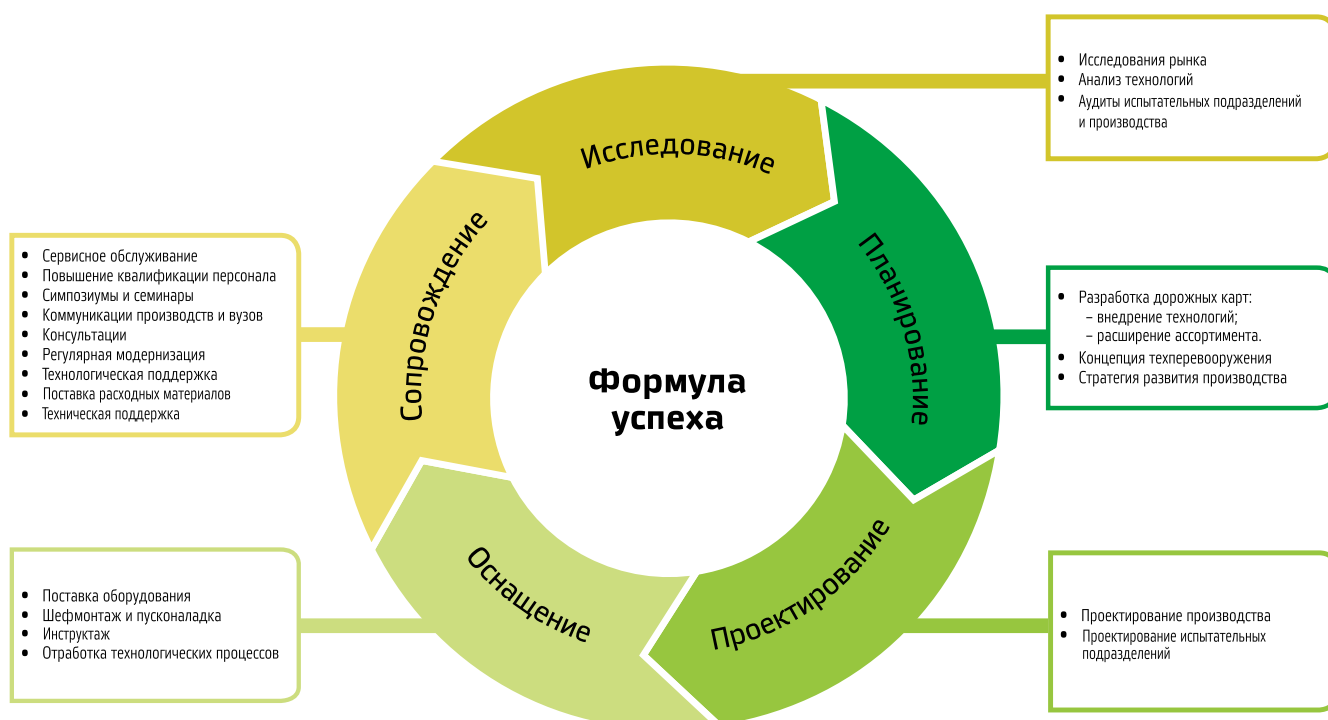 Исследование
• Исследования рынка
• Анализ технологий
• Аудиты испытательных подразделений
и производства
Планирование
• Разработка дорожных карт:
– внедрение технологий;
– расширение ассортимента.
• Концепция техперевооружения
• Стратегия развития производства
Проектирование
• Проектирование производства
• Проектирование испытательных
подразделений
Оснащение
• Поставка оборудования
• Шефмонтаж и пусконаладка
• Инструктаж
• Отработка технологических процессов
Сопровождение
• Сервисное обслуживание
• Повышение квалификации персонала
• Симпозиумы и семинары
• Коммуникации производств и вузов
• Консультации
• Регулярная модернизация
• Технологическая поддержка
• Поставка расходных материалов
• Техническая поддержка
Формула
успеха